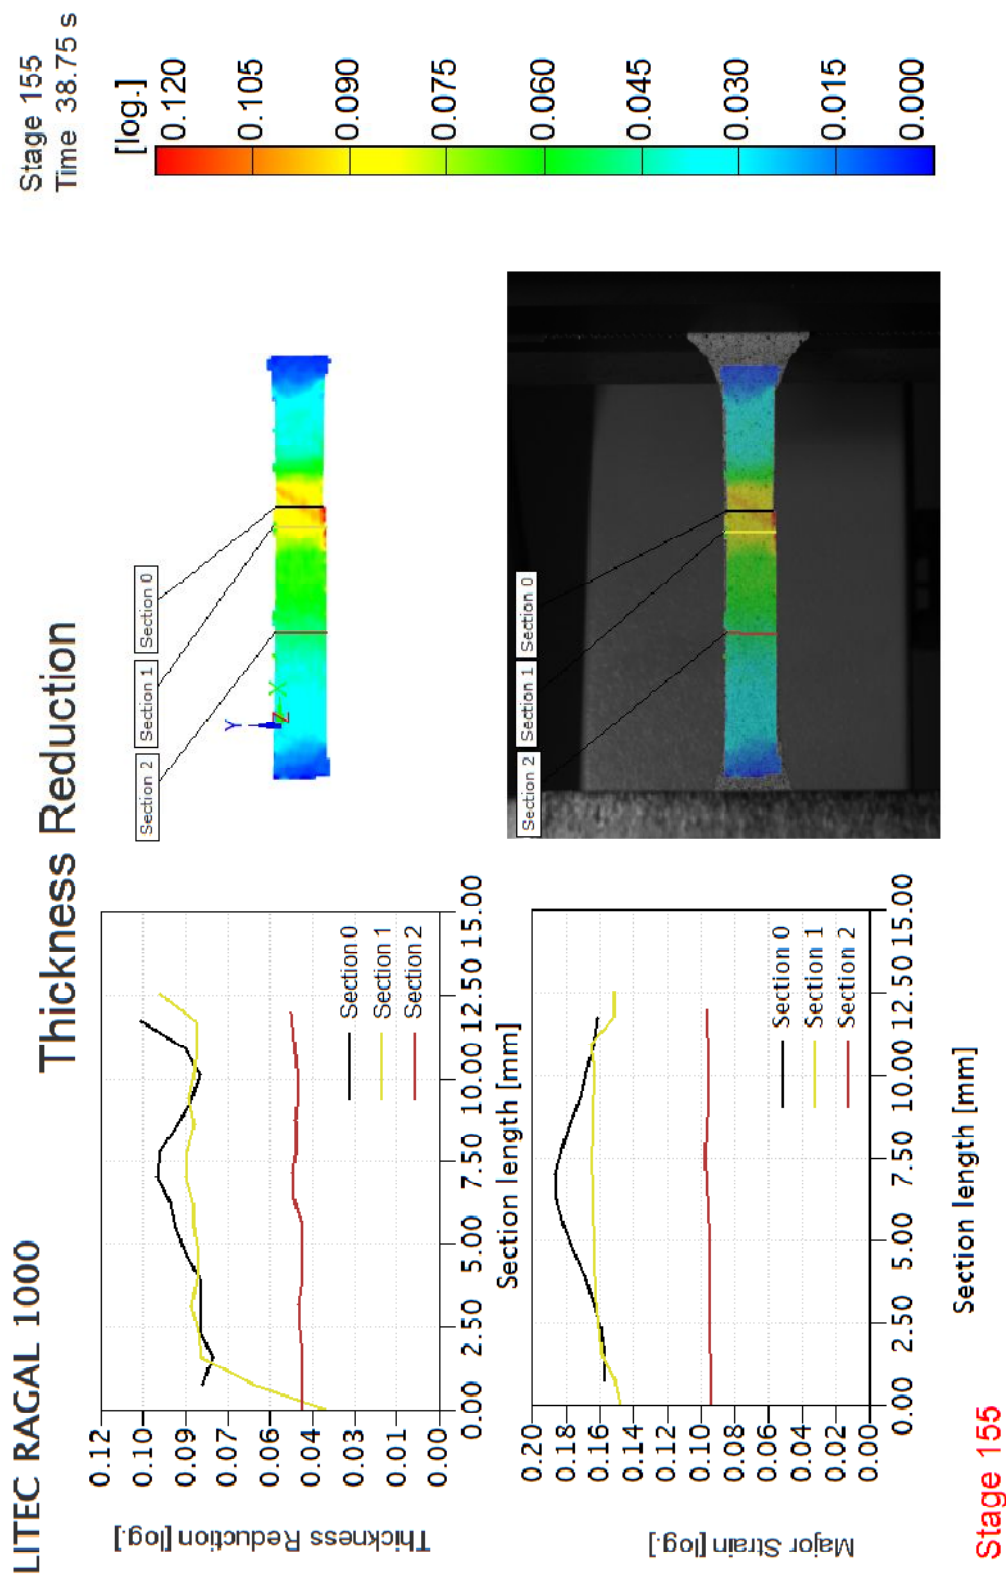 LITEC RAGAL 1000
Thickness Reduction
Stage 155
Time 38.75 s
Thickness Reduction [log.]
0.12
0.10
0.09
0.07
0.06
0.04
0.03
0.01
0.00
0.00 2.50 5.00 7.50 10.00 12.50 15.00
Section length [mm]
Section 0
Section 1
Section 2
Section 2
Section 1
Section 0
Y
X
Z
[log.]
0.120
0.105
0.090
0.075
0.060
0.045
0.030
0.015
0.000
Major Strain [log.]
0.20
0.18
0.16
0.14
0.12
0.10
0.08
0.06
0.04
0.02
0.00
0.00 2.50 5.00 7.50 10.00 12.50 15.00
Section length [mm]
Section 0
Section 1
Section 2
Section 2
Section 1
Section 0
Stage 155